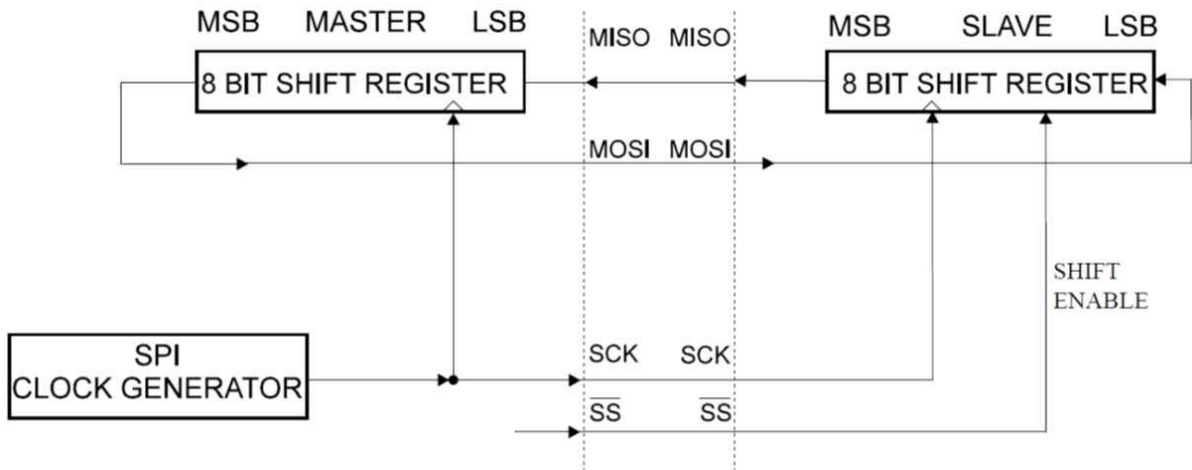 MSB MASTER LSB MISO MISO MSB SLAVE LSB
8 BIT SHIFT REGISTER 8 BIT SHIFT REGISTER
MOSI MOSI
SHIFT
ENABLE
SPI
CLOCK GENERATOR
SCK SCK
SS SS